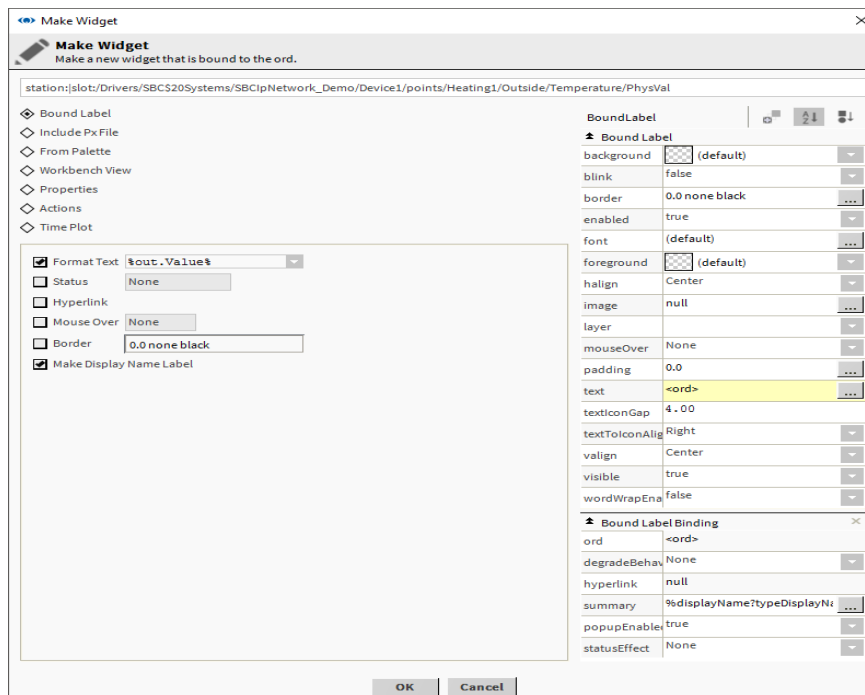 Make Widget
Make Widget
Make a new widget that is bound to the ord.
station:|slot:/Drivers/SBC$20Systems/SBCIpNetwork_Demo/Device1/points/Heating1/Outside/Temperature/PhysVal
Bound Label
Include Px File
From Palette
Workbench View
Properties
Actions
Time Plot
Format Text %out.Value%
Status None
Hyperlink
Mouse Over None
Border 0.0 none black
Make Display Name Label
BoundLabel
Bound Label
background (default)
blink false
border 0.0 none black ...
enabled true
font (default) ...
foreground (default)
halign Center
image null ...
layer
mouseOver None
padding 0.0 ...
text <ord> ...
textIconGap 4.00
textToIconAlig Right
valign Center
visible true
wordWrapEna false
Bound Label Binding
ord <ord>
degradeBehav None
hyperlink null
summary %displayName?typeDisplayNa ...
popupEnabled true
statusEffect None
OK Cancel